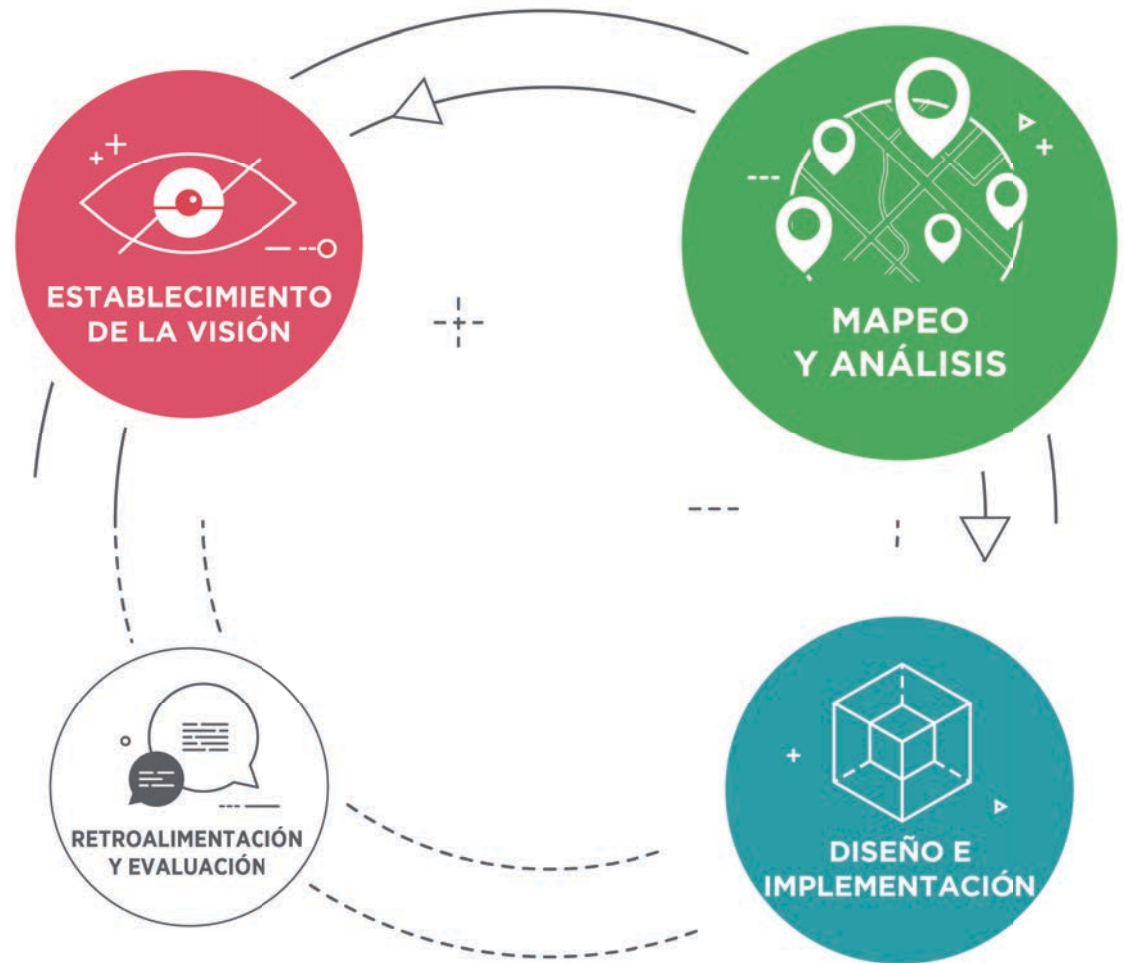 ESTABLECIMIENTO
DE LA VISIÓN
MAPEO
Y ANÁLISIS
RETROALIMENTACIÓN
Y EVALUACIÓN
DISEÑO E
IMPLEMENTACIÓN